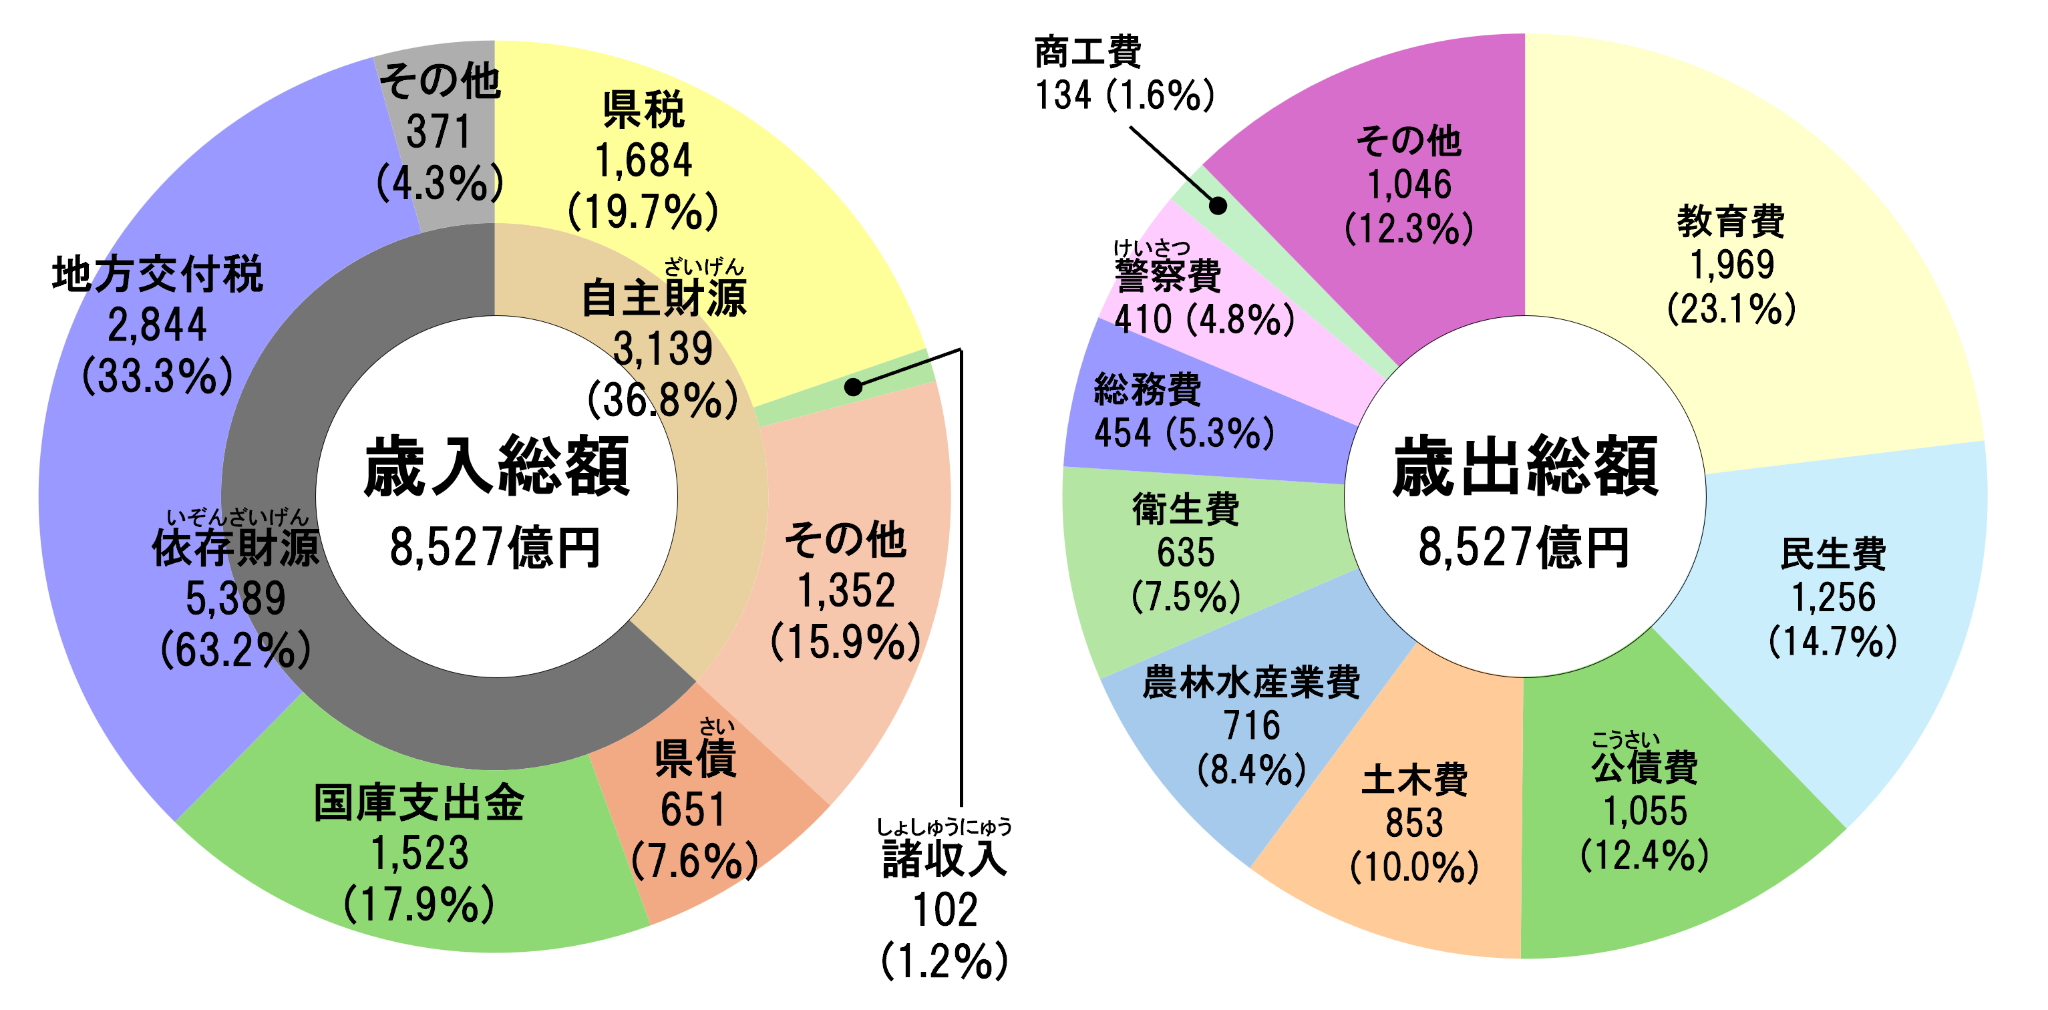 県税
1,684
(19.7%)
ざいげん
自主財源
3,139
(36.8%)
しょしゅうにゅう
諸収入
102
(1.2%)
その他
1,352
(15.9%)
さい
県債
651
(7.6%)
国庫支出金
1,523
(17.9%)
いぞんざいげん
依存財源
5,389
(63.2%)
地方交付税
2,844
(33.3%)
その他
371
(4.3%)
歳入総額
8,527億円
教育費
1,969
(23.1%)
民生費
1,256
(14.7%)
こうさい
公債費
1,055
(12.4%)
土木費
853
(10.0%)
農林水産業費
716
(8.4%)
衛生費
635
(7.5%)
総務費
454 (5.3%)
けいさつ
警察費
410 (4.8%)
商工費
134 (1.6%)
その他
1,046
(12.3%)
歳出総額
8,527億円